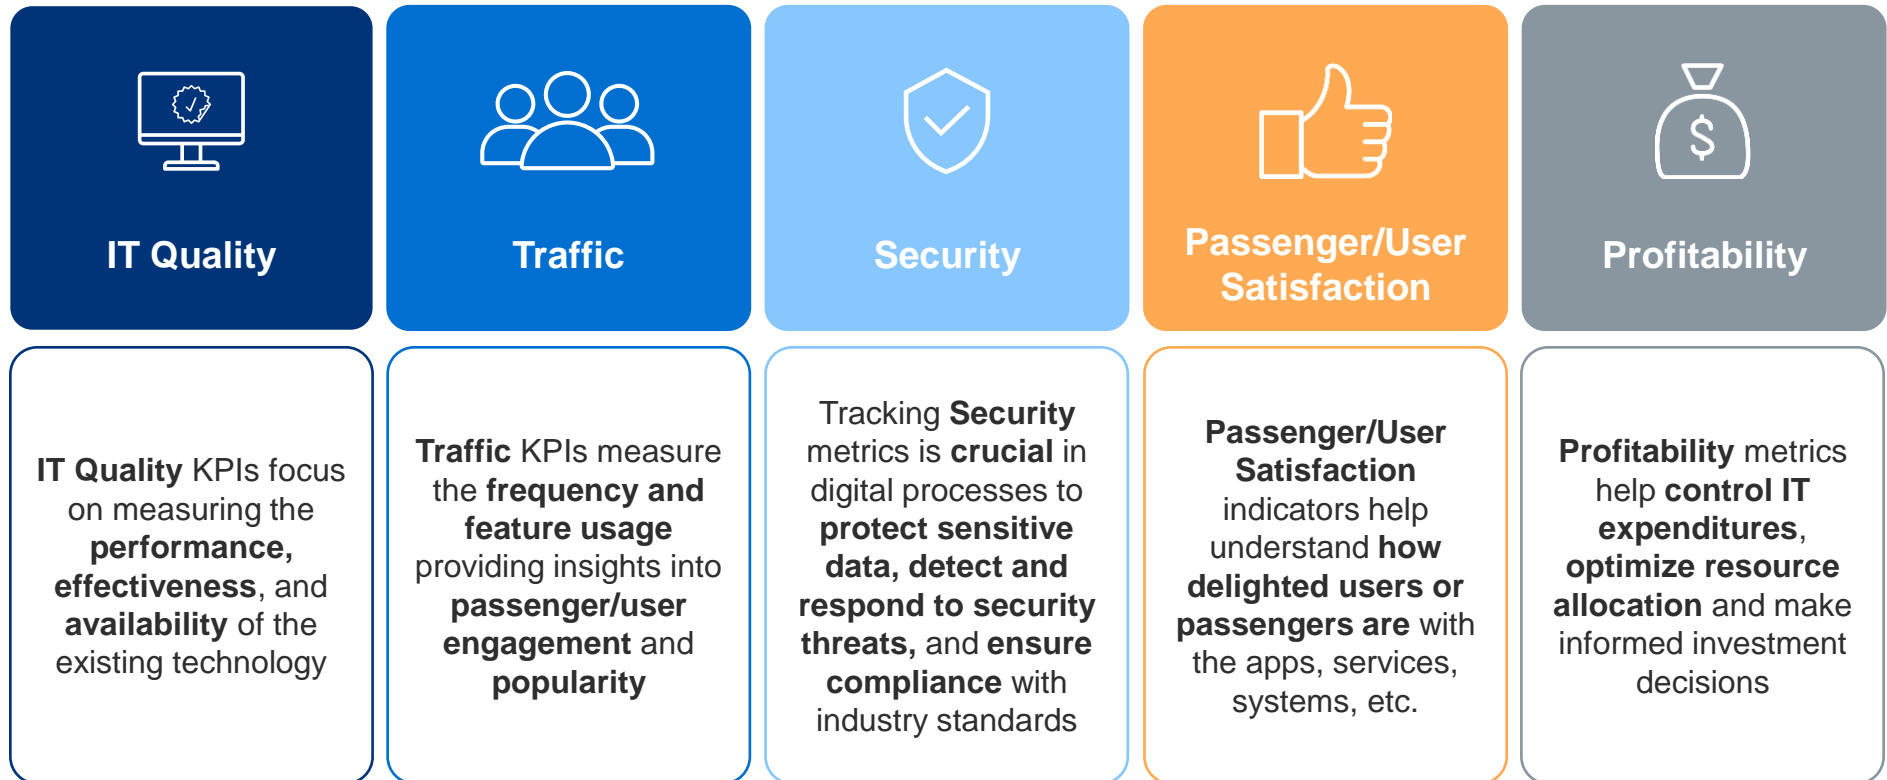 IT Quality
Traffic
Security
Passenger/User
Satisfaction
Profitability
IT Quality KPIs focus
on measuring the
performance,
effectiveness, and
availability of the
existing technology
Traffic KPIs measure
the frequency and
feature usage
providing insights into
passenger/user
engagement and
popularity
Tracking Security
metrics is crucial in
digital processes to
protect sensitive
data, detect and
respond to security
threats, and ensure
compliance with
industry standards
Passenger/User
Satisfaction
indicators help
understand how
delighted users or
passengers are with
the apps, services,
systems, etc.
Profitability metrics
help control IT
expenditures,
optimize resource
allocation and make
informed investment
decisions
$